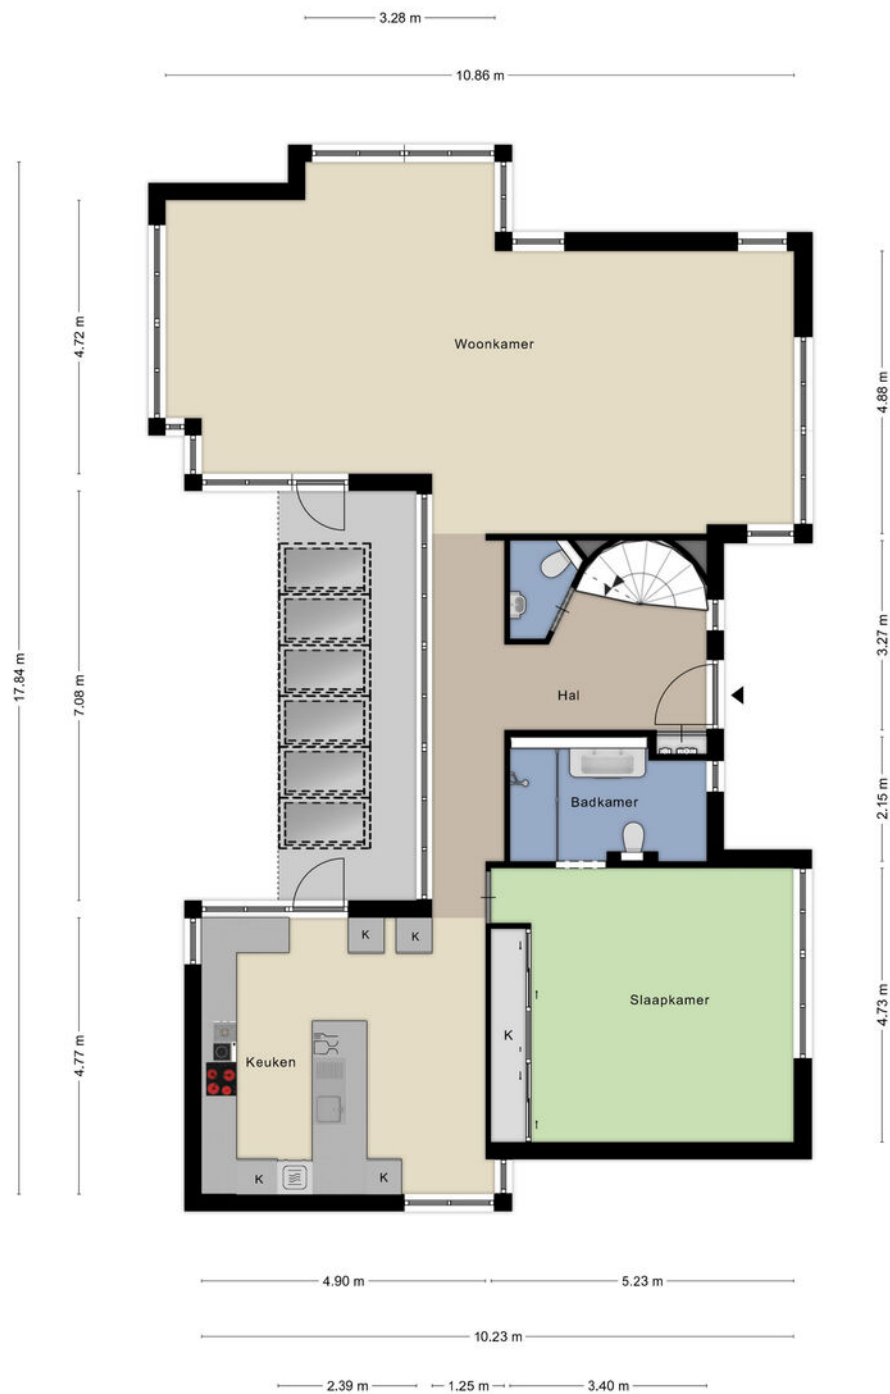 3.28 m
10.86 m
4.72 m
Woonkamer
4.88 m
17.84 m
7.08 m
3.27 m
Hal
2.15 m
Badkamer
K
K
Slaapkamer
4.73 m
K
4.77 m
Keuken
K
K
4.90 m
5.23 m
10.23 m
2.39 m
1.25 m
3.40 m